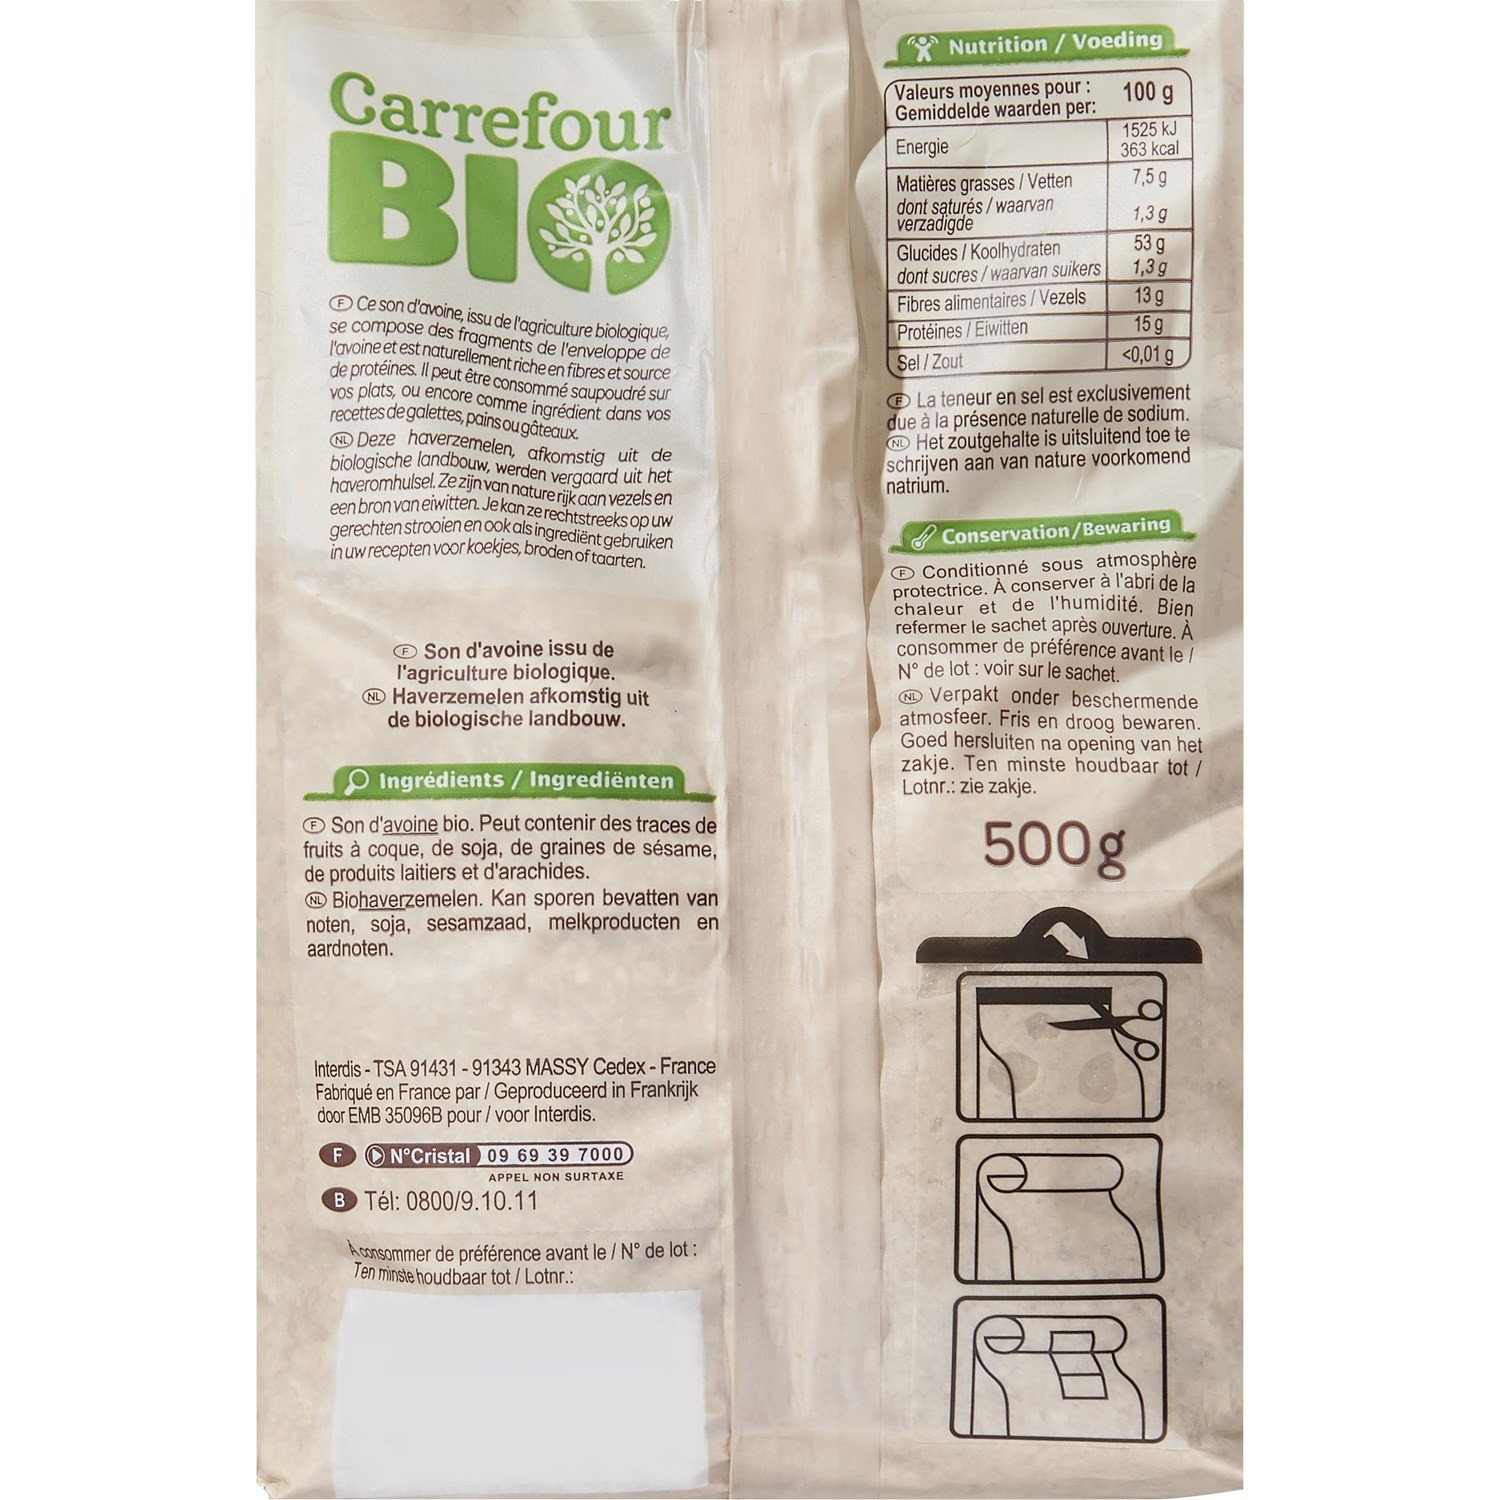 Carrefour
BIO
F Ce son d'avoine, issu de l'agriculture biologique,
se compose des fragments de l'enveloppe de
l'avoine et est naturellement riche en fibres et source
de protéines. Il peut être consommé saupoudré sur
vos plats, ou encore comme ingrédient dans vos
recettes de galettes, pains ou gâteaux.
NL Deze haverzemelen, afkomstig uit de
biologische landbouw, werden vergaard uit het
haveromhulsel. Ze zijn van nature rijk aan vezels en
een bron van eiwitten. Je kan ze rechtstreeks op uw
gerechten strooien en ook als ingrediënt gebruiken
in uw recepten voor koekjes, broden of taarten.
F Son d'avoine issu de
l'agriculture biologique.
NL Haverzemelen afkomstig uit
de biologische landbouw.
Ingrédients / Ingrediënten
F Son d'avoine bio. Peut contenir des traces de
fruits à coque, de soja, de graines de sésame,
de produits laitiers et d'arachides.
NL Biohaverzemelen. Kan sporen bevatten van
noten, soja, sesamzaad, melkproducten en
aardnoten.
Interdis - TSA 91431 - 91343 MASSY Cedex - France
Fabriqué en France par / Geproduceerd in Frankrijk
door EMB 35096B pour / voor Interdis.
F N°Cristal 09 69 39 7000
APPEL NON SURTAXE
B Tél: 0800/9.10.11
À consommer de préférence avant le / N° de lot :
Ten minste houdbaar tot / Lotnr.:
Nutrition / Voeding
Valeurs moyennes pour : 100 g
Gemiddelde waarden per:
Energie 1525 kJ
363 kcal
Matières grasses / Vetten 7,5 g
dont saturés / waarvan
verzadigde 1,3 g
Glucides / Koolhydraten 53 g
dont sucres / waarvan suikers 1,3 g
Fibres alimentaires / Vezels 13 g
Protéines / Eiwitten 15 g
Sel / Zout <0,01 g
F La teneur en sel est exclusivement
due à la présence naturelle de sodium.
NL Het zoutgehalte is uitsluitend toe te
schrijven aan van nature voorkomend
natrium.
Conservation / Bewaring
F Conditionné sous atmosphère
protectrice. À conserver à l'abri de la
chaleur et de l'humidité. Bien
refermer le sachet après ouverture. À
consommer de préférence avant le /
N° de lot : voir sur le sachet.
NL Verpakt onder beschermende
atmosfeer. Fris en droog bewaren.
Goed hersluiten na opening van het
zakje. Ten minste houdbaar tot /
Lotnr.: zie zakje.
500g